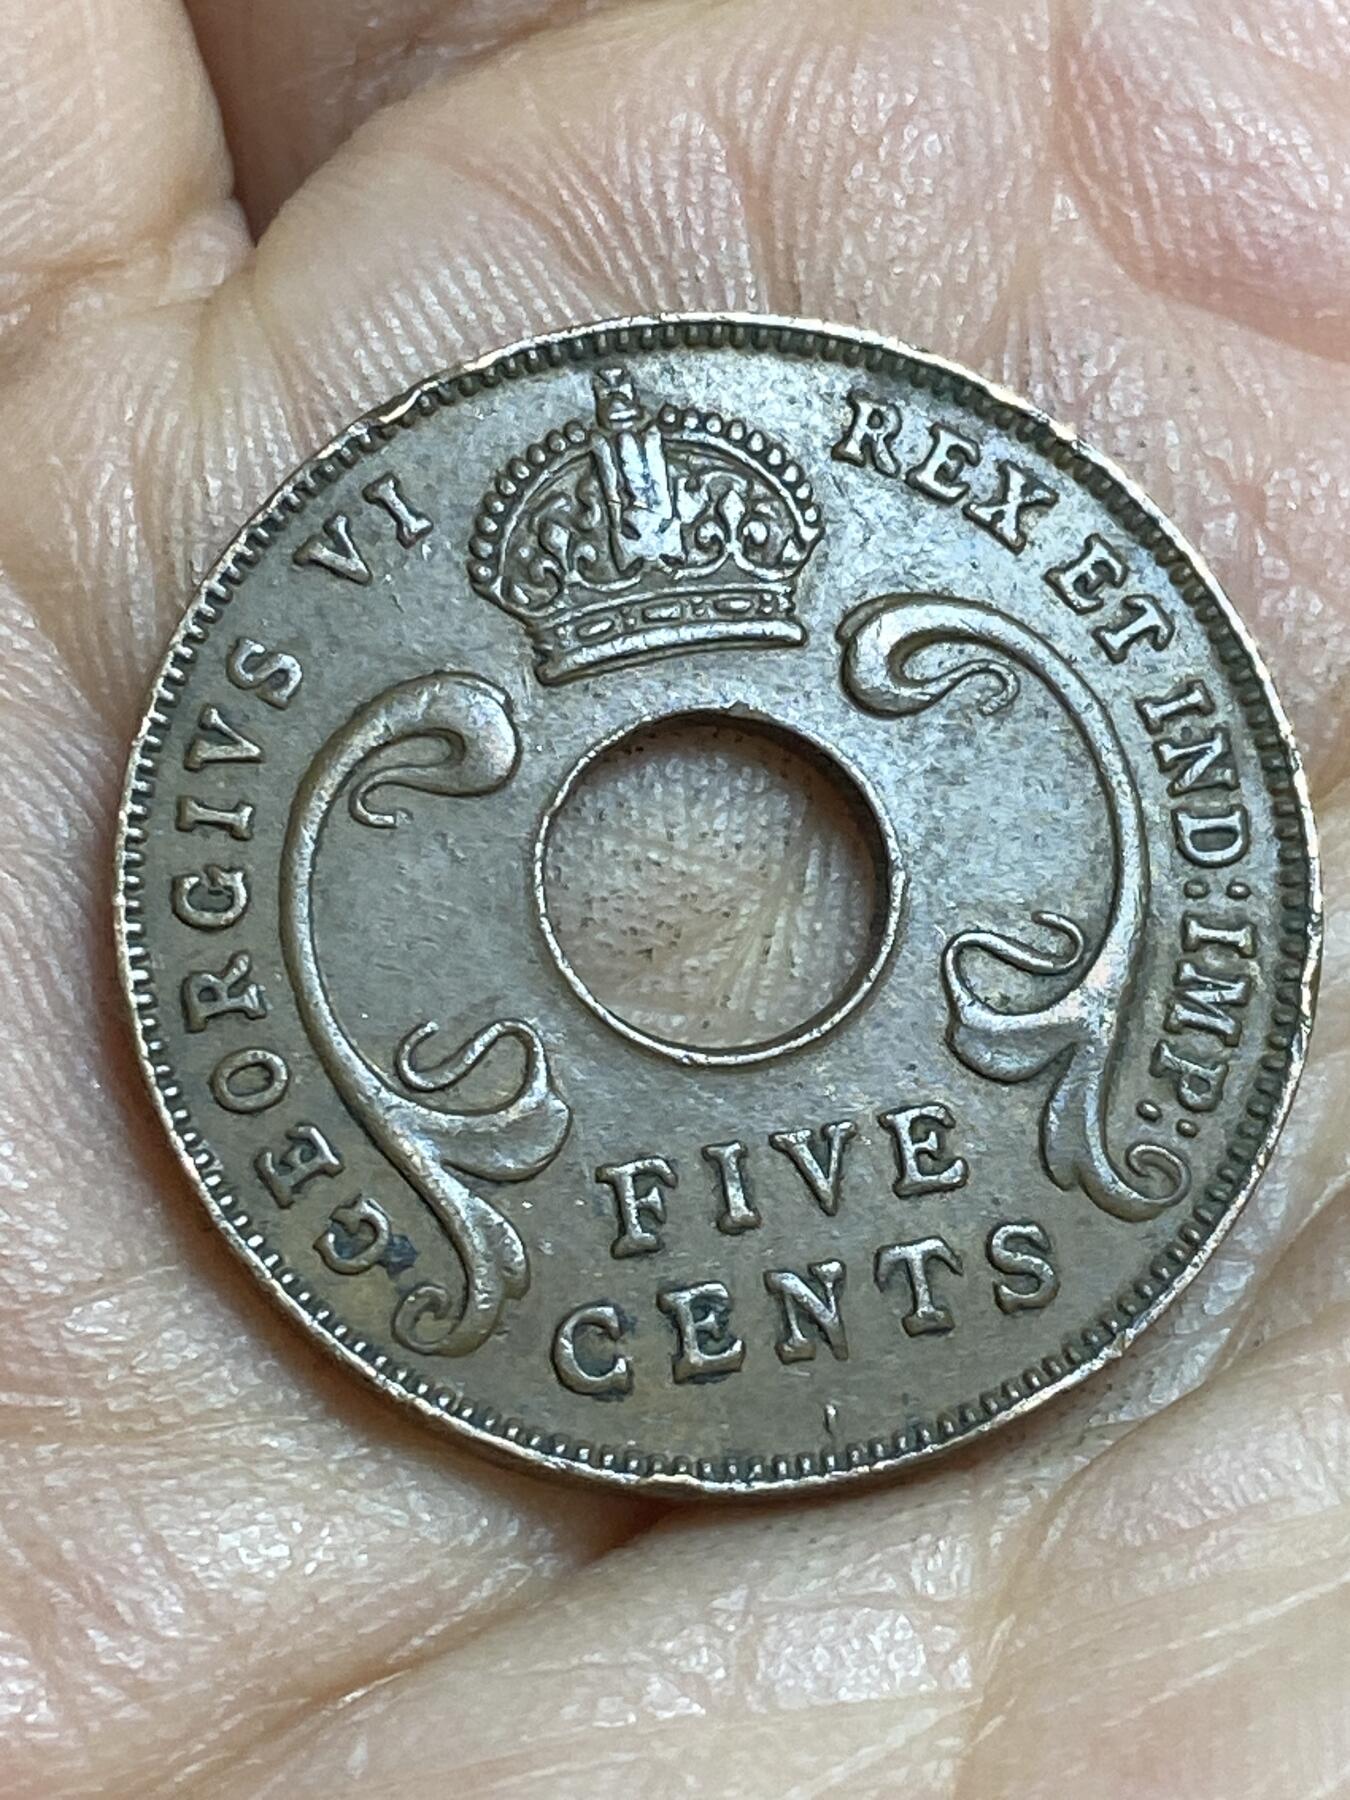 GEORGIVS VI REX ET IND:IMP:
FIVE
CENTS